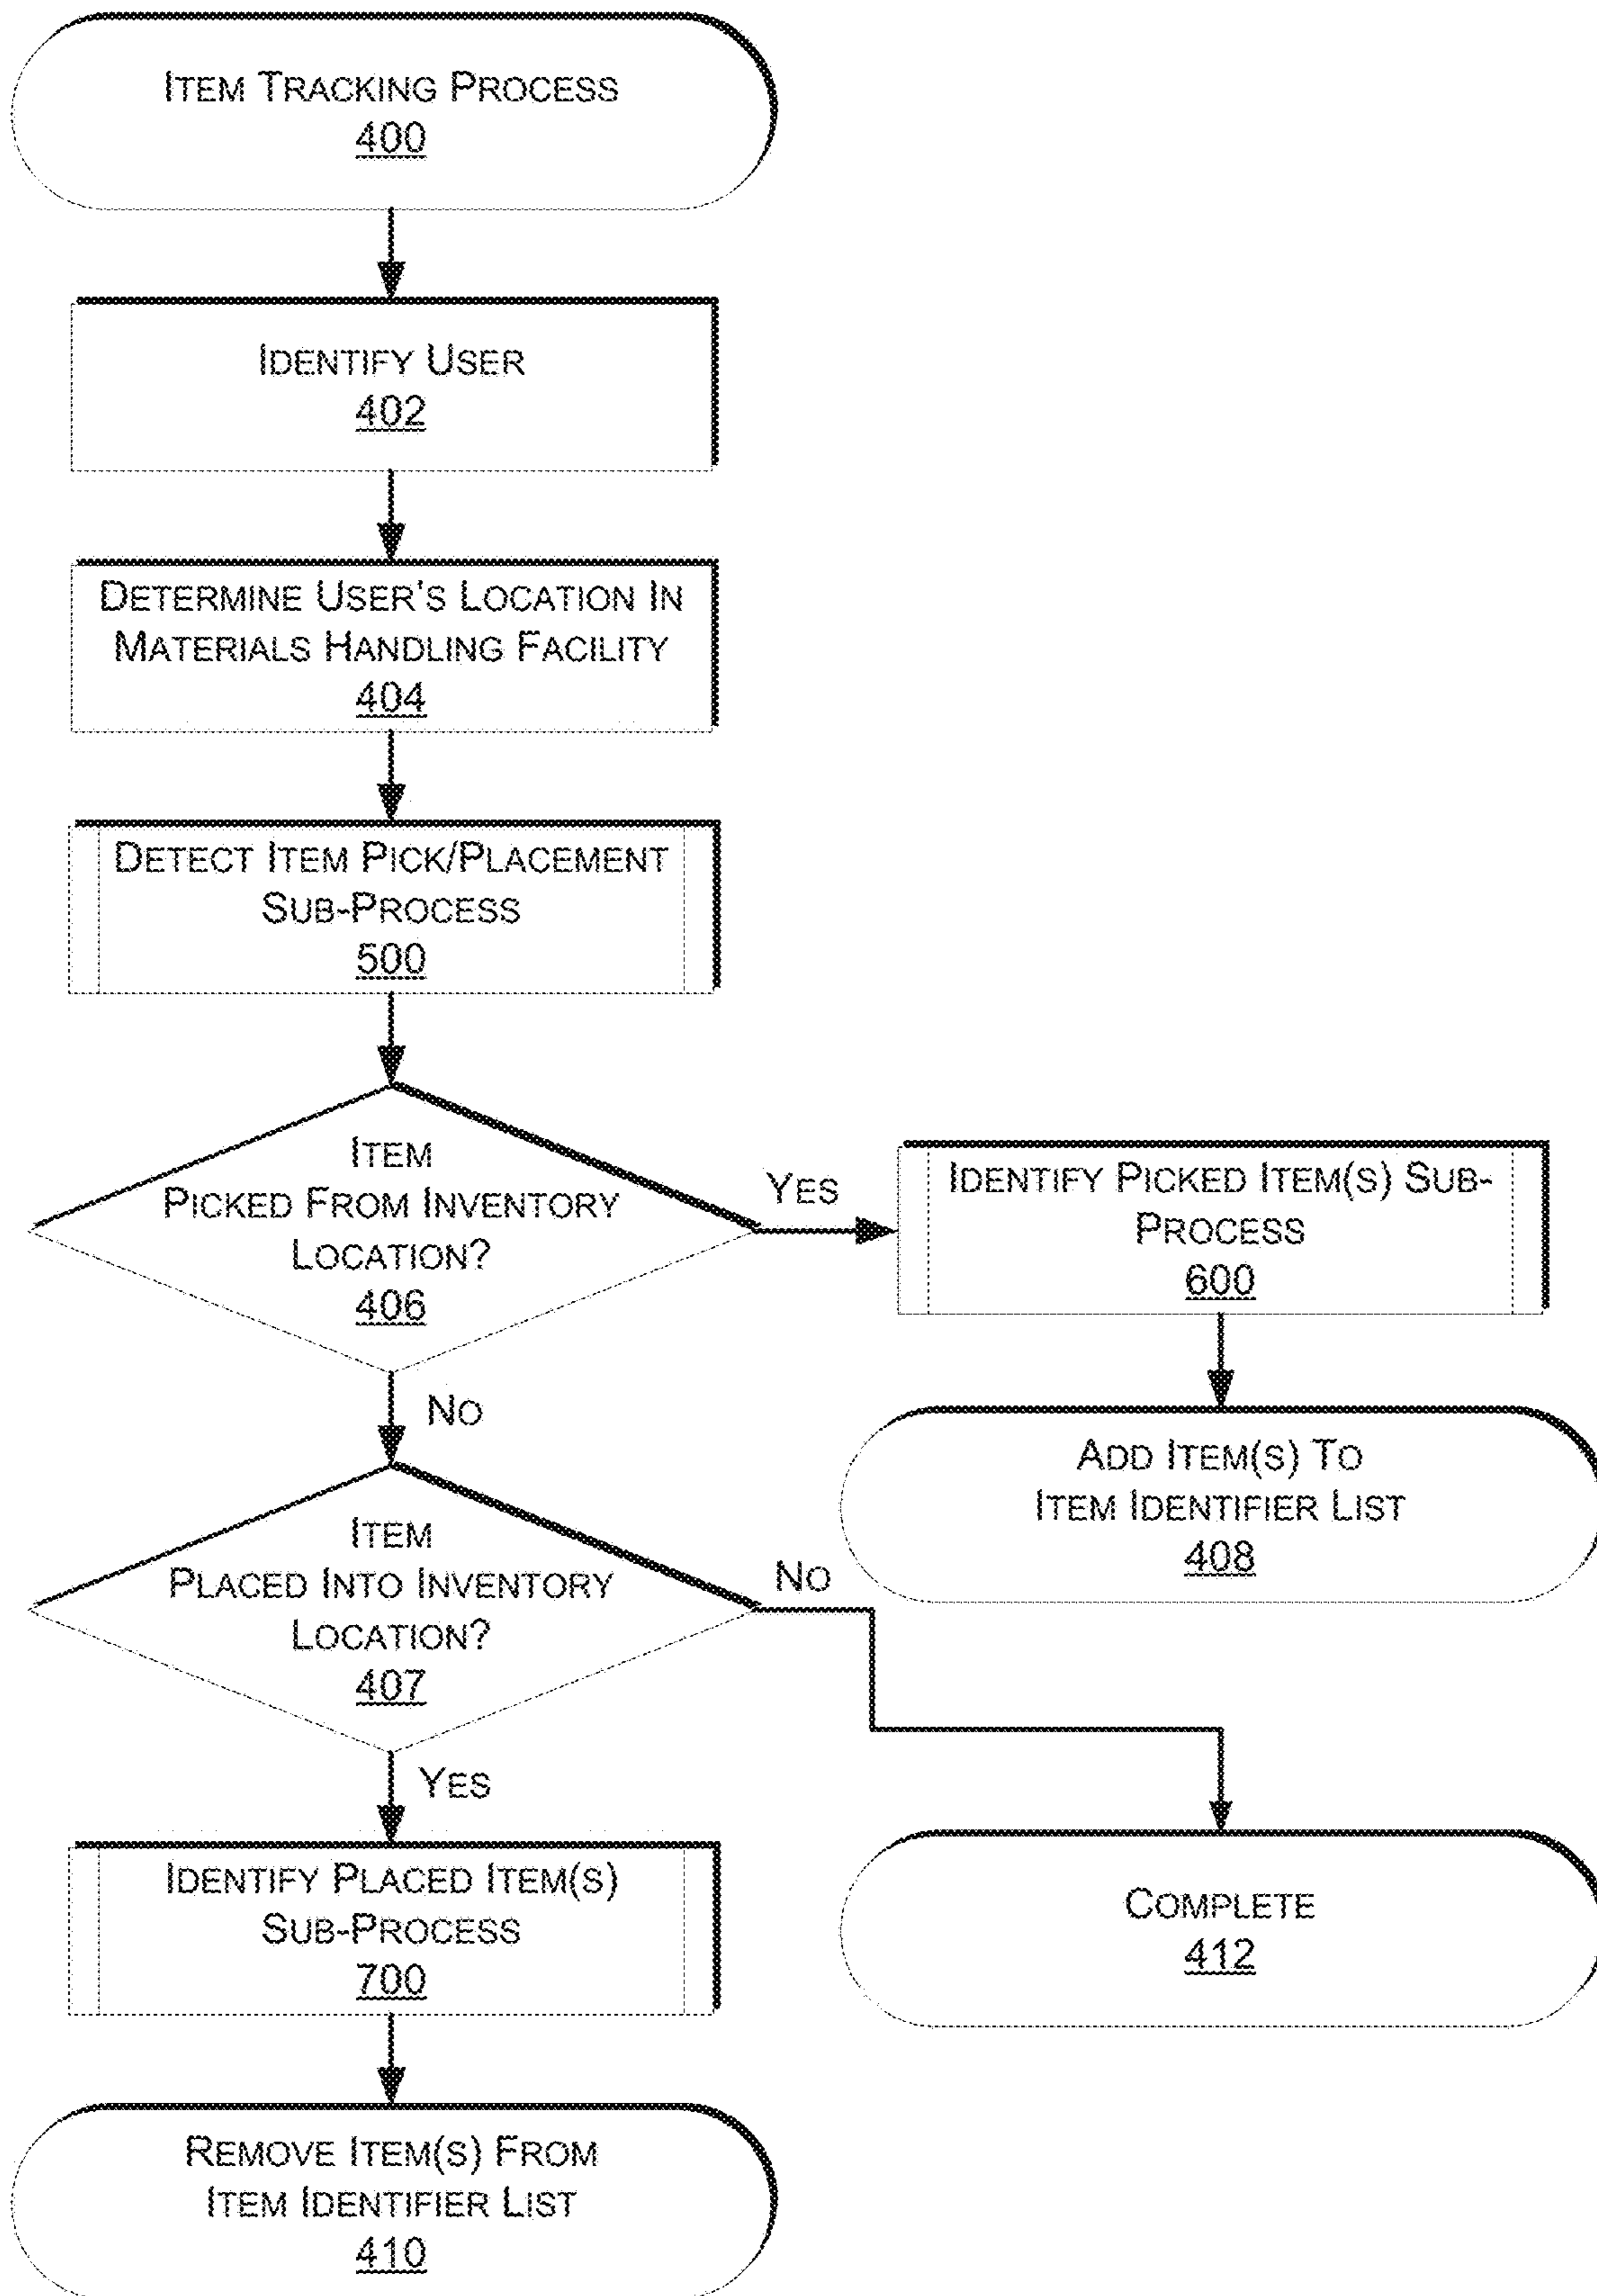 ITEM TRACKING PROCESS
400
IDENTIFY USER
402
DETERMINE USER'S LOCATION IN
MATERIALS HANDLING FACILITY
404
DETECT ITEM PICK/PLACEMENT
SUB-PROCESS
500
ITEM
PICKED FROM INVENTORY
LOCATION?
406
YES
IDENTIFY PICKED ITEM(S) SUB-
PROCESS
600
NO
ADD ITEM(S) TO
ITEM IDENTIFIER LIST
408
ITEM
PLACED INTO INVENTORY
LOCATION?
407
NO
YES
IDENTIFY PLACED ITEM(S)
SUB-PROCESS
700
COMPLETE
412
REMOVE ITEM(S) FROM
ITEM IDENTIFIER LIST
410